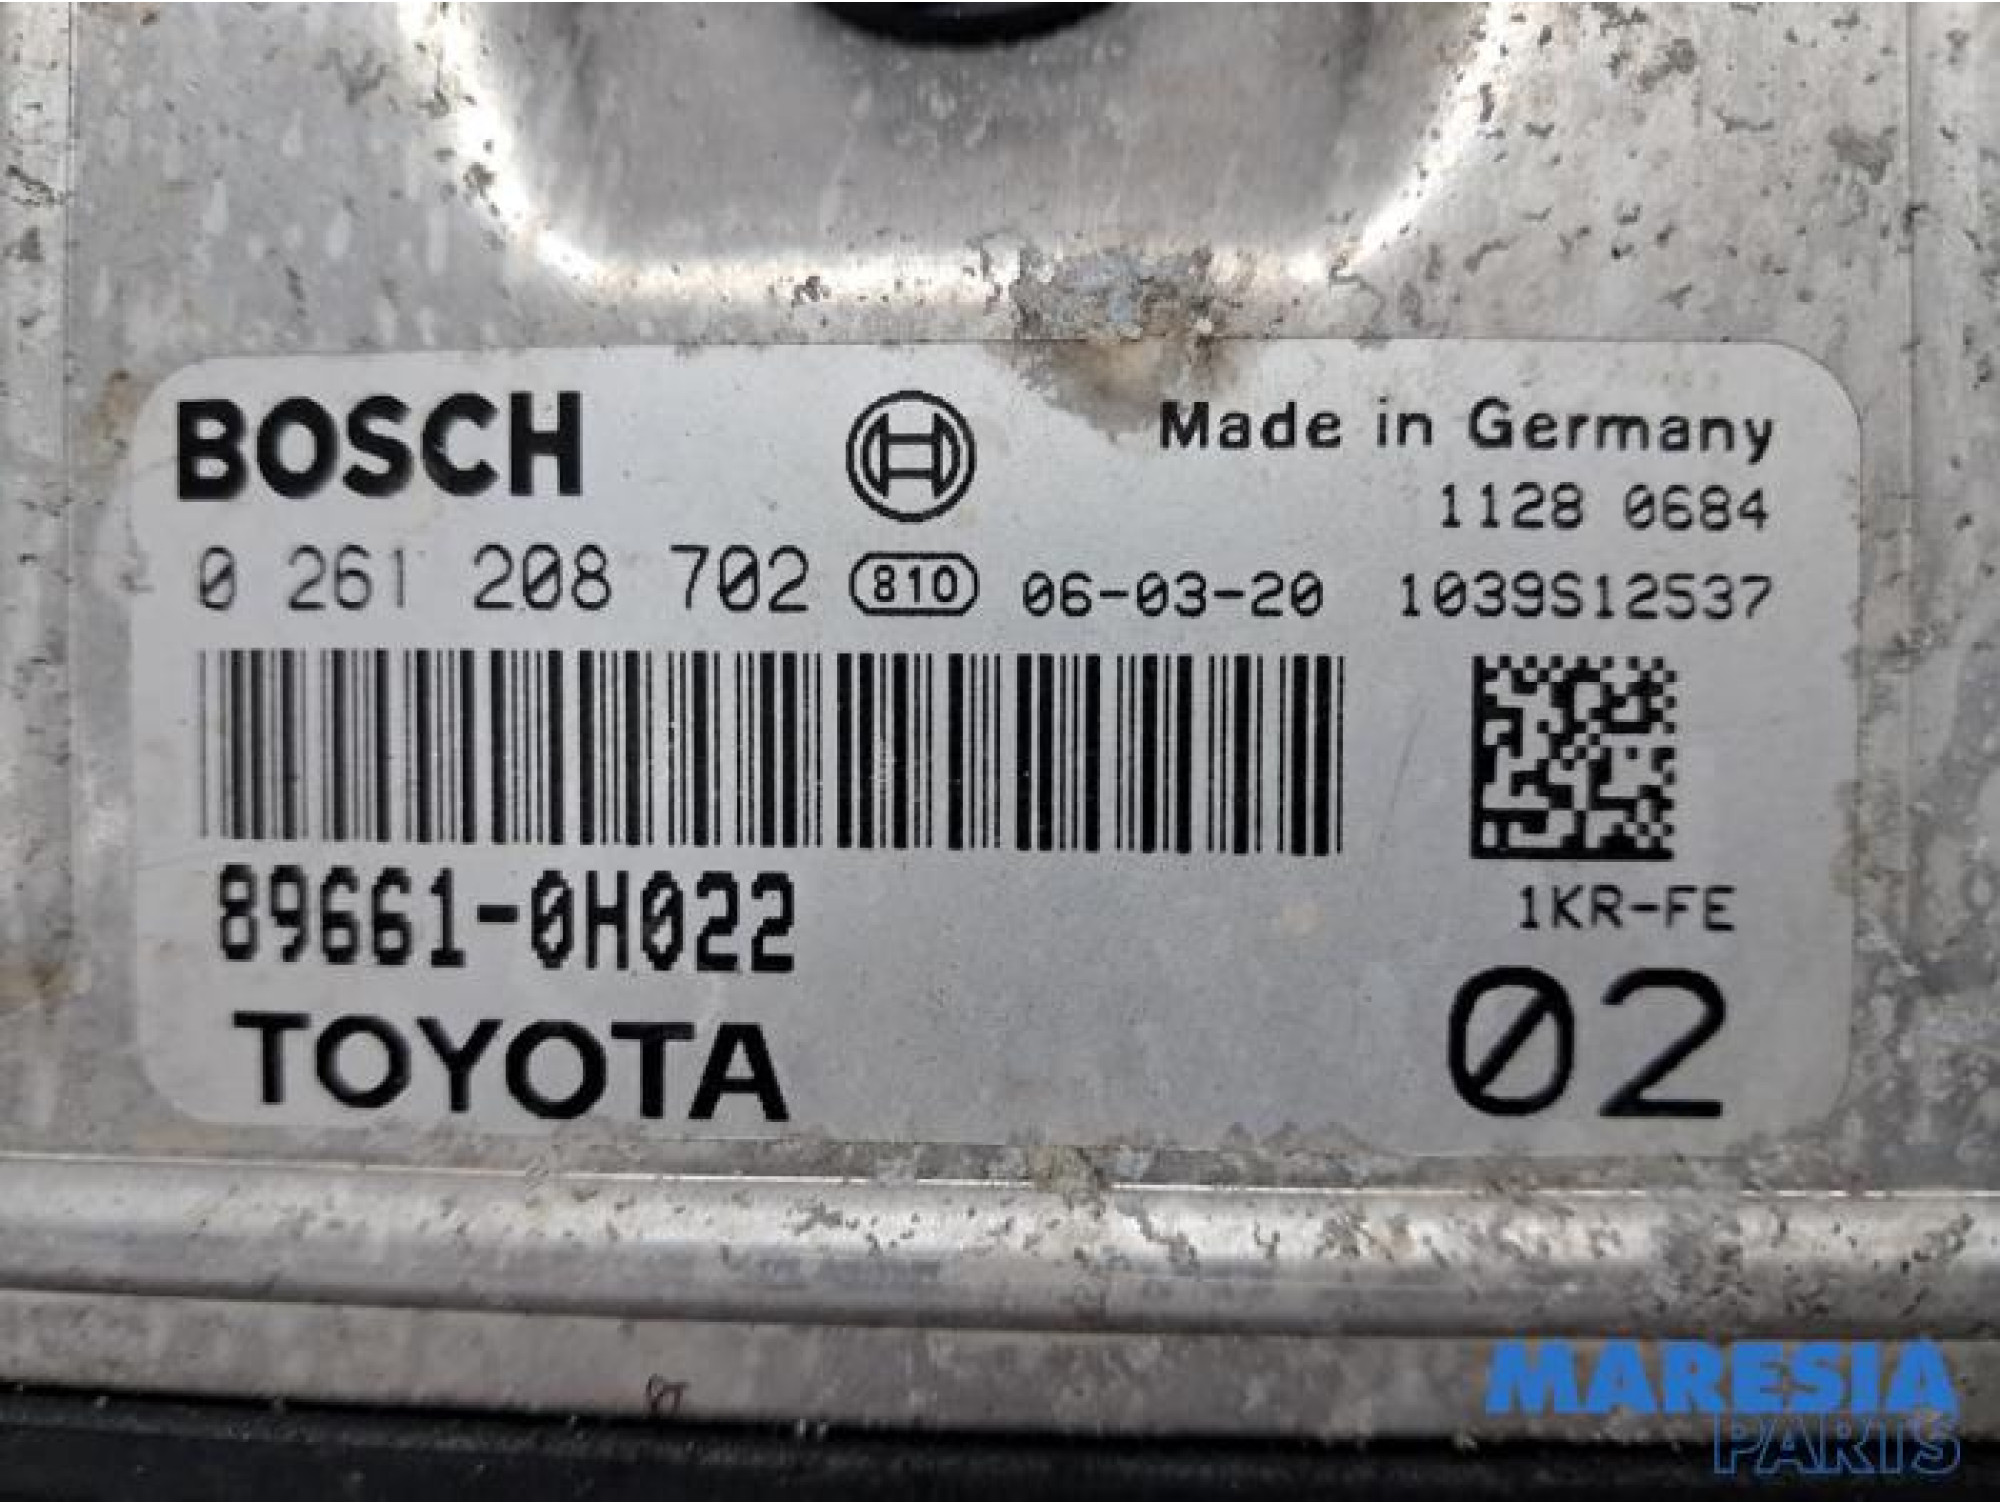 BOSCH
Made in Germany
1128 0684
0 261 208 702 810 06-03-20 1039S12537
89661-0H022
1KR-FE
TOYOTA
02
MARESIA
PARTS